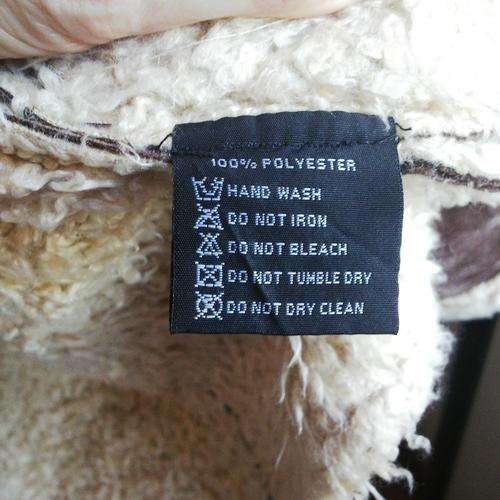 100% POLYESTER
HAND WASH
DO NOT IRON
DO NOT BLEACH
DO NOT TUMBLE DRY
DO NOT DRY CLEAN